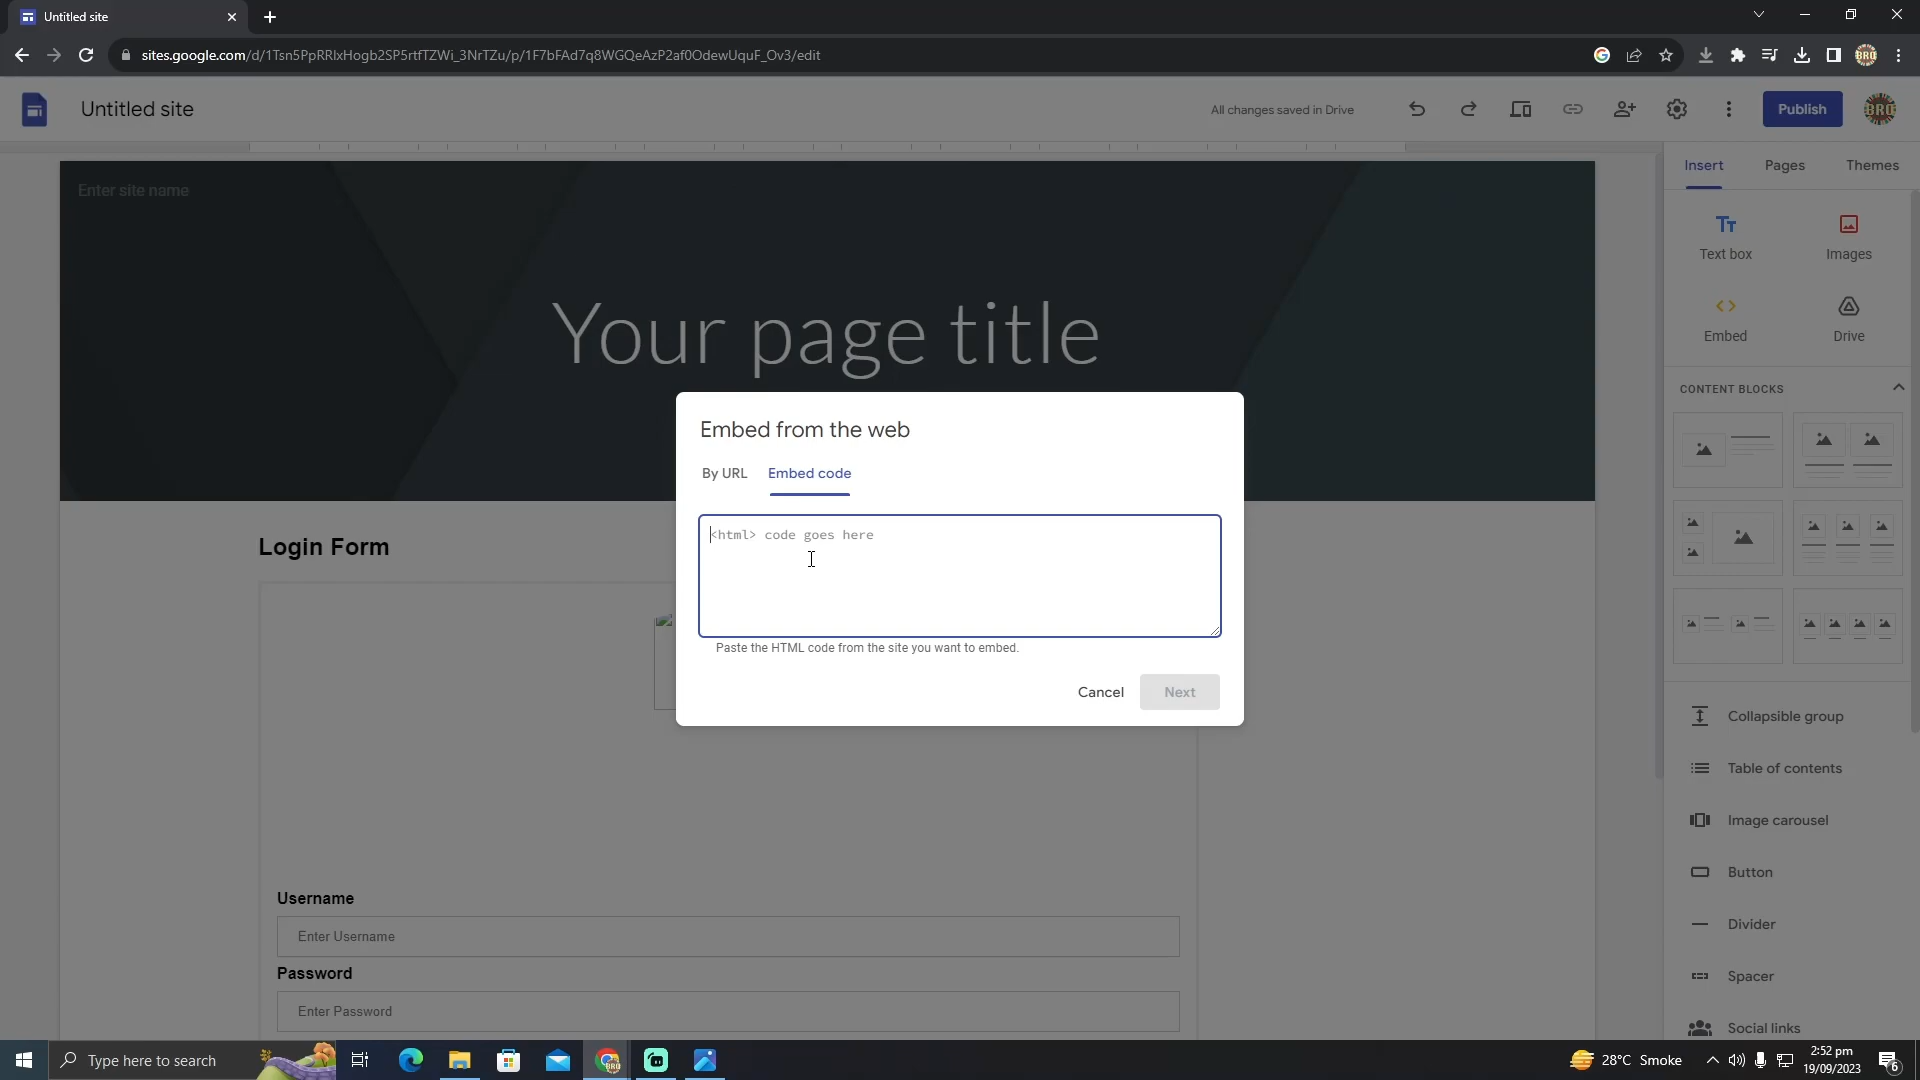 Untitled site
sites.google.com/d/1Tsn5PpRRlxHogb2SP5rtfTZWi_3NrTZu/p/1F7bFAd7q8WGQeAzP2af0OdewUquF_Ov3/edit
BRO
Untitled site
All changes saved in Drive
Publish
BRO
Enter site name
Your page title
Insert
Pages
Themes
Text box
Images
Embed
Drive
CONTENT BLOCKS
Embed from the web
By URL
Embed code
<html> code goes here
Paste the HTML code from the site you want to embed.
Cancel
Next
Login Form
Username
Enter Username
Password
Enter Password
Collapsible group
Table of contents
Image carousel
Button
Divider
Spacer
Social links
Type here to search
28°C Smoke
2:52 pm
19/09/2023
6